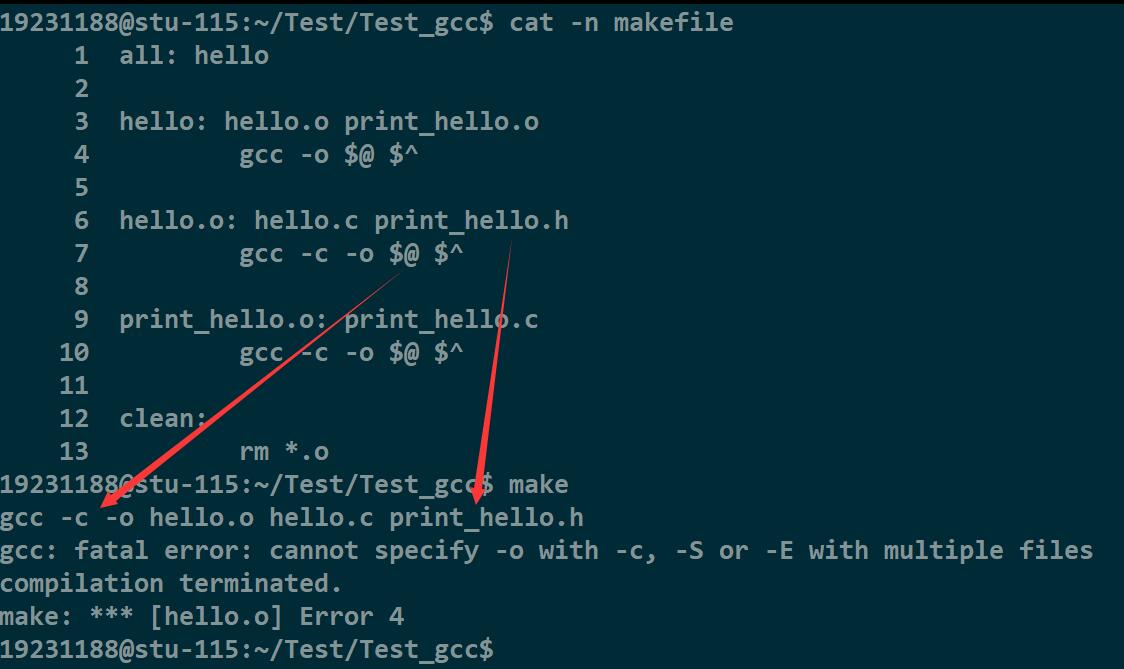 19231188@stu-115:~/Test/Test_gcc$ cat -n makefile
1 all: hello
2
3 hello: hello.o print_hello.o
4 gcc -o $@ $^
5
6 hello.o: hello.c print_hello.h
7 gcc -c -o $@ $^
8
9 print_hello.o: print_hello.c
10 gcc -c -o $@ $^
11
12 clean:
13 rm *.o
19231188@stu-115:~/Test/Test_gcc$ make
gcc -c -o hello.o hello.c print_hello.h
gcc: fatal error: cannot specify -o with -c, -S or -E with multiple files
compilation terminated.
make: *** [hello.o] Error 4
19231188@stu-115:~/Test/Test_gcc$